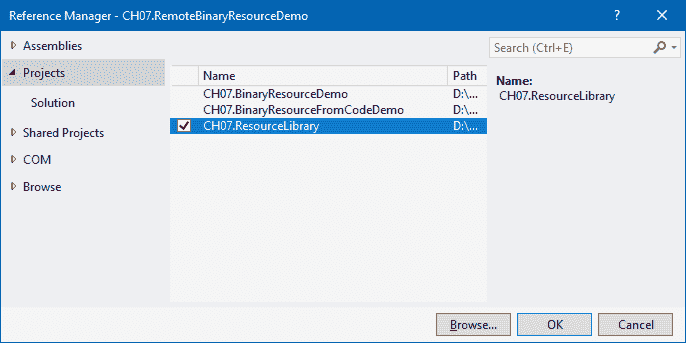 Reference Manager - CH07.RemoteBinaryResourceDemo
? ✕
Assemblies
Projects
Solution
Shared Projects
COM
Browse
Name Path
CH07.BinaryResourceDemo D:\...
CH07.BinaryResourceFromCodeDemo D:\...
CH07.ResourceLibrary D:\...
Search (Ctrl+E)
Name:
CH07.ResourceLibrary
Browse... OK Cancel